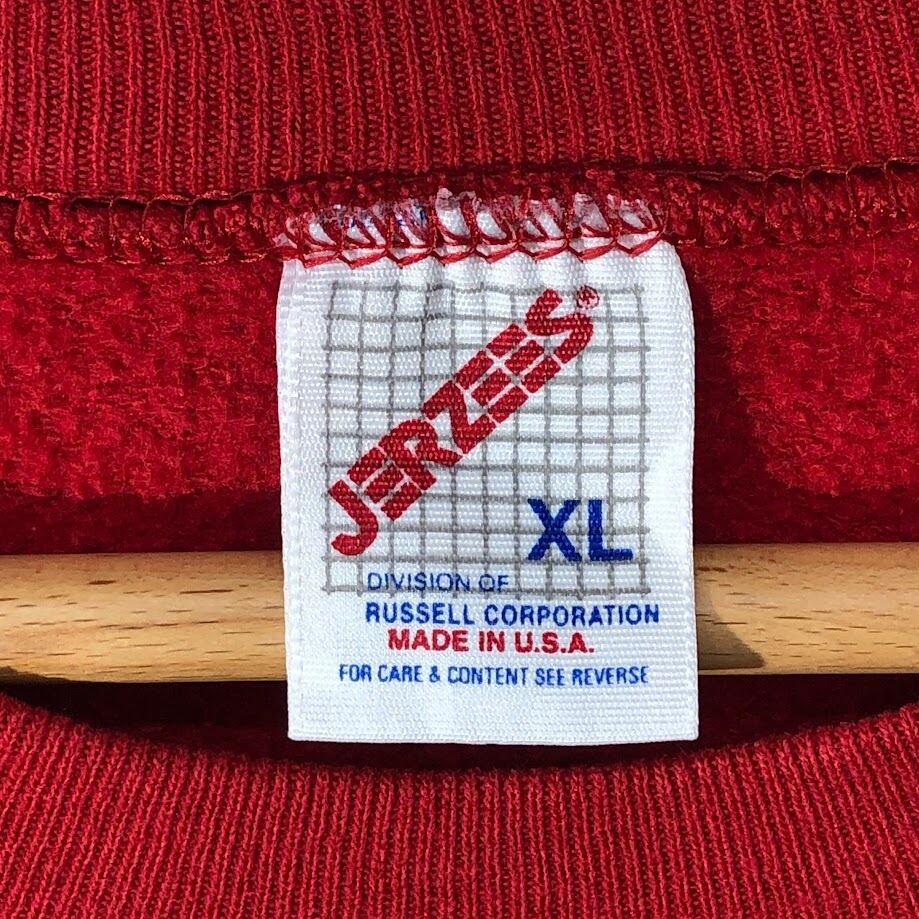 JERZEES®
XL
DIVISION OF
RUSSELL CORPORATION
MADE IN U.S.A.
FOR CARE & CONTENT SEE REVERSE